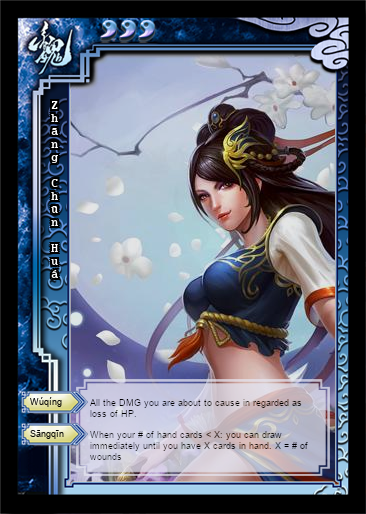 魏
Zhāng Chūn Huá
Wúqíng
All the DMG you are about to cause in regarded as
loss of HP.
Sāngqīn
When your # of hand cards < X: you can draw
immediately until you have X cards in hand. X = # of
wounds